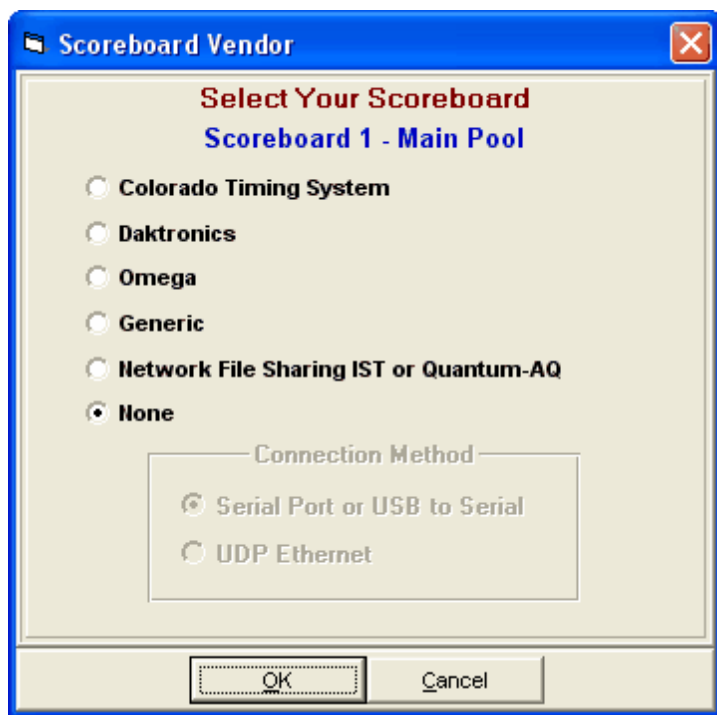 Scoreboard Vendor
Select Your Scoreboard
Scoreboard 1 - Main Pool
Colorado Timing System
Daktronics
Omega
Generic
Network File Sharing IST or Quantum-AQ
None
Connection Method
Serial Port or USB to Serial
UDP Ethernet
OK Cancel